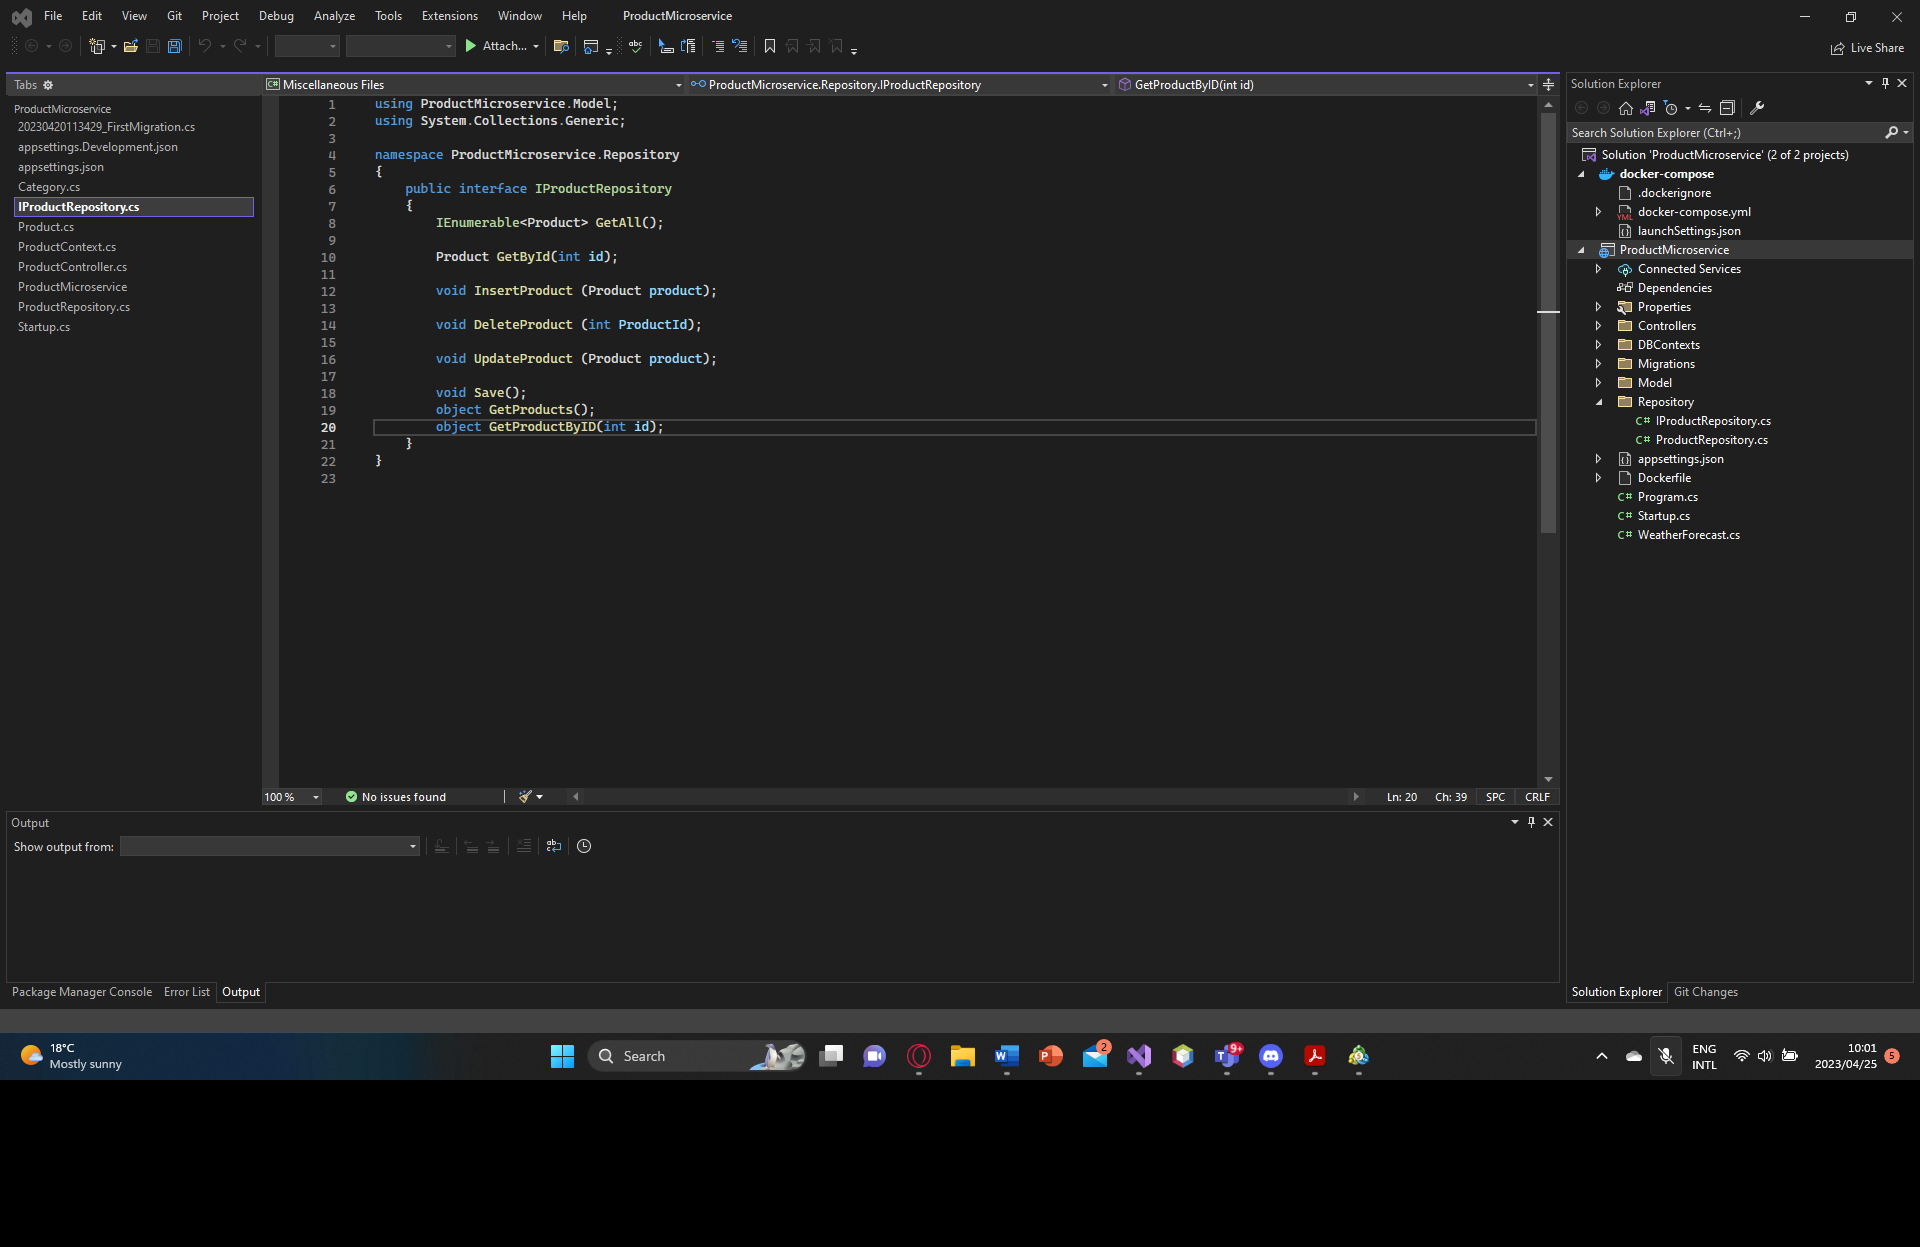 File Edit View Git Project Debug Analyze Tools Extensions Window Help ProductMicroservice
Attach...
Live Share
Tabs
ProductMicroservice
20230420113429_FirstMigration.cs
appsettings.Development.json
appsettings.json
Category.cs
IProductRepository.cs
Product.cs
ProductContext.cs
ProductController.cs
ProductMicroservice
ProductRepository.cs
Startup.cs
C# Miscellaneous Files ProductMicroservice.Repository.IProductRepository GetProductByID(int id)
1 using ProductMicroservice.Model;
2 using System.Collections.Generic;
3
4 namespace ProductMicroservice.Repository
5 {
6 public interface IProductRepository
7 {
8 IEnumerable<Product> GetAll();
9
10 Product GetById(int id);
11
12 void InsertProduct (Product product);
13
14 void DeleteProduct (int ProductId);
15
16 void UpdateProduct (Product product);
17
18 void Save();
19 object GetProducts();
20 object GetProductByID(int id);
21 }
22 }
23
100 % No issues found Ln: 20 Ch: 39 SPC CRLF
Output
Show output from:
Package Manager Console Error List Output
Solution Explorer
Search Solution Explorer (Ctrl+;)
Solution 'ProductMicroservice' (2 of 2 projects)
docker-compose
.dockerignore
YML docker-compose.yml
launchSettings.json
ProductMicroservice
Connected Services
Dependencies
Properties
Controllers
DBContexts
Migrations
Model
Repository
C# IProductRepository.cs
C# ProductRepository.cs
appsettings.json
Dockerfile
C# Program.cs
C# Startup.cs
C# WeatherForecast.cs
Solution Explorer Git Changes
18°C
Mostly sunny
Search
2
9+
ENG
INTL
10:01
2023/04/25
5